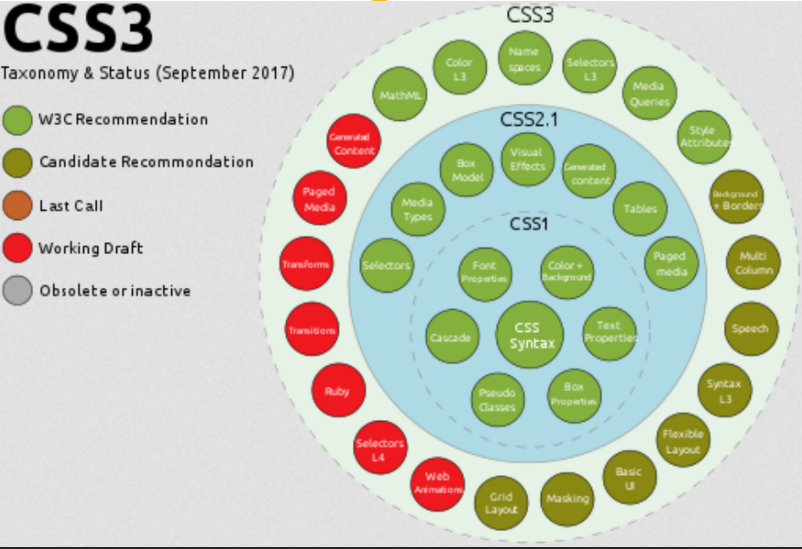 CSS3
Taxonomy & Status (September 2017)
W3C Recommendation
Candidate Recommondation
Last Call
Working Draft
Obsolete or inactive
CSS3
Name
spaces
Selectors
L3
Media
Queries
Style
Attributes
Background
+ Borders
Multi
Column
Speech
Syntax
L3
Flexible
Layout
Basic
UI
Masking
Grid
Layout
Web
Animations
Selectors
L4
Ruby
Transitions
Transforms
Paged
Media
Generated
Content
MathML
Color
L3
CSS2.1
Visual
Effects
Generated
content
Tables
Paged
media
Selectors
Media
Types
Box
Model
CSS1
Font
Properties
Color +
Background
Text
Properties
Box
Properties
Pseudo
Classes
Cascade
CSS
Syntax